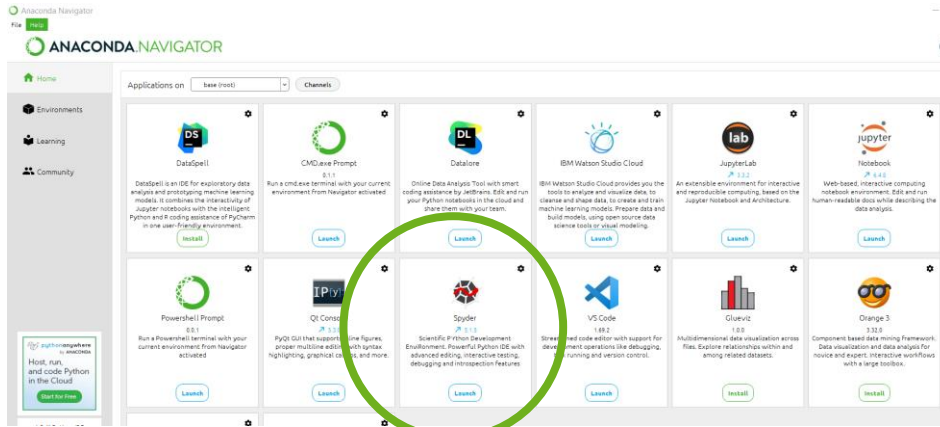 Anaconda Navigator
File Help
ANACONDA.NAVIGATOR
Home
Applications on base (root) Channels
Environments
Learning
Community
DS
DataSpell
DataSpell is an IDE for exploratory data
analysis and prototyping machine learning
models. It combines the interactivity of
Jupyter notebooks with the intelligent
Python and R coding assistance of PyCharm
in one user-friendly environment.
Install
CMD.exe Prompt
0.1.1
Run a cmd.exe terminal with your current
environment from Navigator activated
Launch
DL
Datalore
Online Data Analysis Tool with smart
coding assistance by JetBrains. Edit and run
your Python notebooks in the cloud and
share them with your team.
Launch
IBM Watson Studio Cloud
IBM Watson Studio Cloud provides you the
tools to analyze and visualize data, to
cleanse and shape data, to create and train
machine learning models. Prepare data and
build models, using open source data
science tools or visual modeling.
Launch
lab
JupyterLab
3.3.2
An extensible environment for interactive
and reproducible computing, based on the
Jupyter Notebook and Architecture.
Launch
jupyter
Notebook
6.4.8
Web-based, interactive computing
notebook environment. Edit and run
human-readable docs while describing the
data analysis.
Launch
Powershell Prompt
0.0.1
Run a Powershell terminal with your
current environment from Navigator
activated
Launch
IP[y]:
Qt Console
PyQt GUI that supports inline figures,
proper multiline editing with syntax
highlighting, graphical calltips, and more.
Launch
Spyder
5.1.5
Scientific PYthon Development
EnviRonment. Powerful Python IDE with
advanced editing, interactive testing,
debugging and introspection features
Launch
VS Code
1.69.2
Streamlined code editor with support for
development operations like debugging,
task running and version control.
Launch
Glueviz
1.0.0
Multidimensional data visualization across
files. Explore relationships within and
among related datasets.
Install
Orange 3
3.32.0
Component based data mining framework.
Data visualization and data analysis for
novice and expert. Interactive workflows
with a large toolbox.
Install
pythonanywhere
by ANACONDA
Host, run,
and code Python
in the Cloud
Start for Free